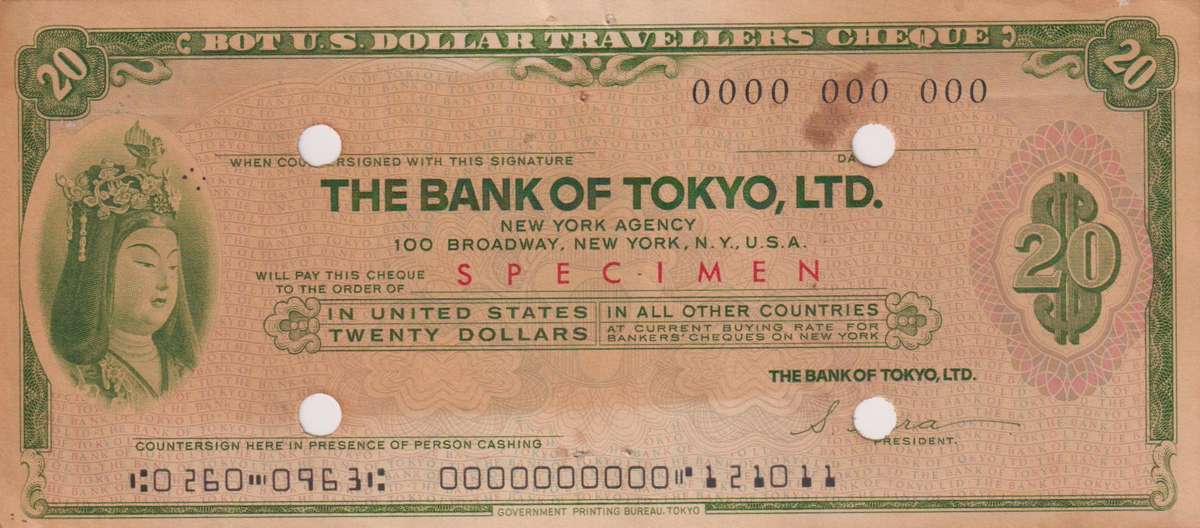 20 BOT U.S. DOLLAR TRAVELLERS CHEQUE 20
0000 000 000
WHEN COUNTERSIGNED WITH THIS SIGNATURE
THE BANK OF TOKYO, LTD.
NEW YORK AGENCY
100 BROADWAY, NEW YORK, N.Y., U.S.A.
WILL PAY THIS CHEQUE
TO THE ORDER OF
SPECIMEN
IN UNITED STATES
TWENTY DOLLARS
IN ALL OTHER COUNTRIES
AT CURRENT BUYING RATE FOR
BANKERS' CHEQUES ON NEW YORK
$20
THE BANK OF TOKYO, LTD.
PRESIDENT.
COUNTERSIGN HERE IN PRESENCE OF PERSON CASHING
0260 0963 0000000000 121011
GOVERNMENT PRINTING BUREAU, TOKYO